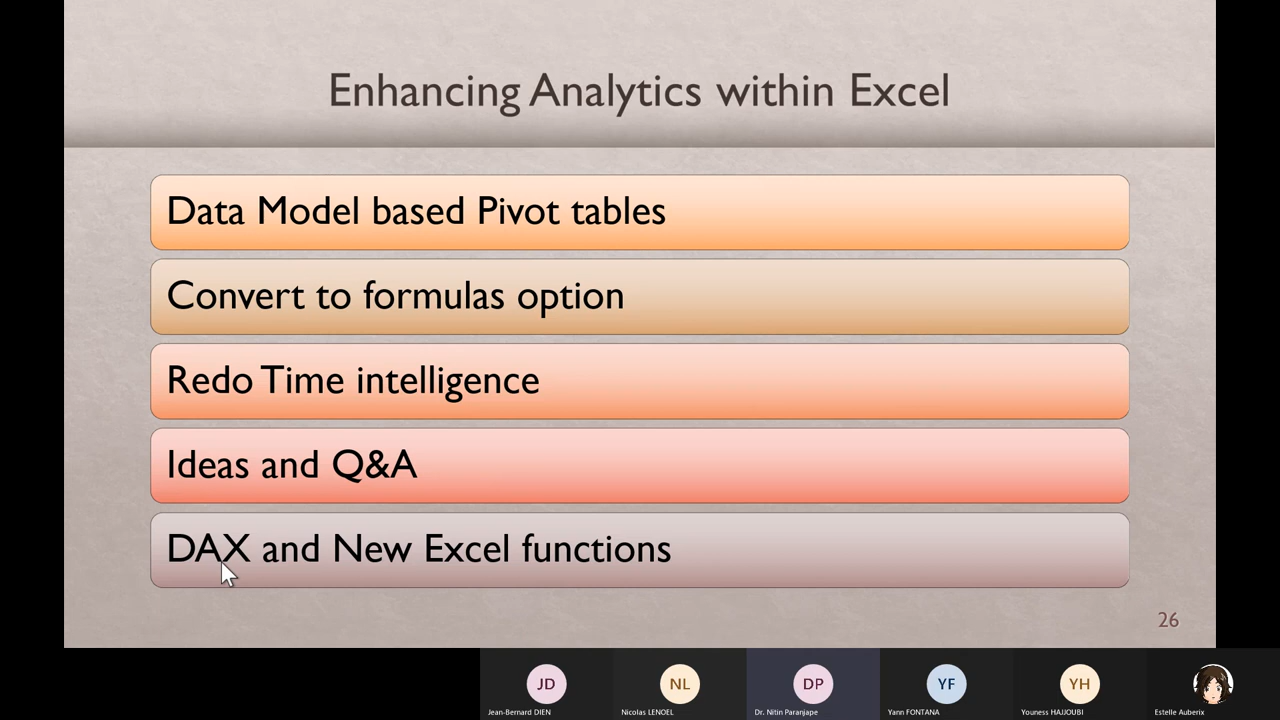 Enhancing Analytics within Excel
Data Model based Pivot tables
Convert to formulas option
Redo Time intelligence
Ideas and Q&A
DAX and New Excel functions
26
JD
NL
DP
YF
YH
Jean-Bernard DIEN
Nicolas LENOEL
Dr. Nitin Paranjape
Yann FONTANA
Youness HAJJOUBI
Estelle Auberix